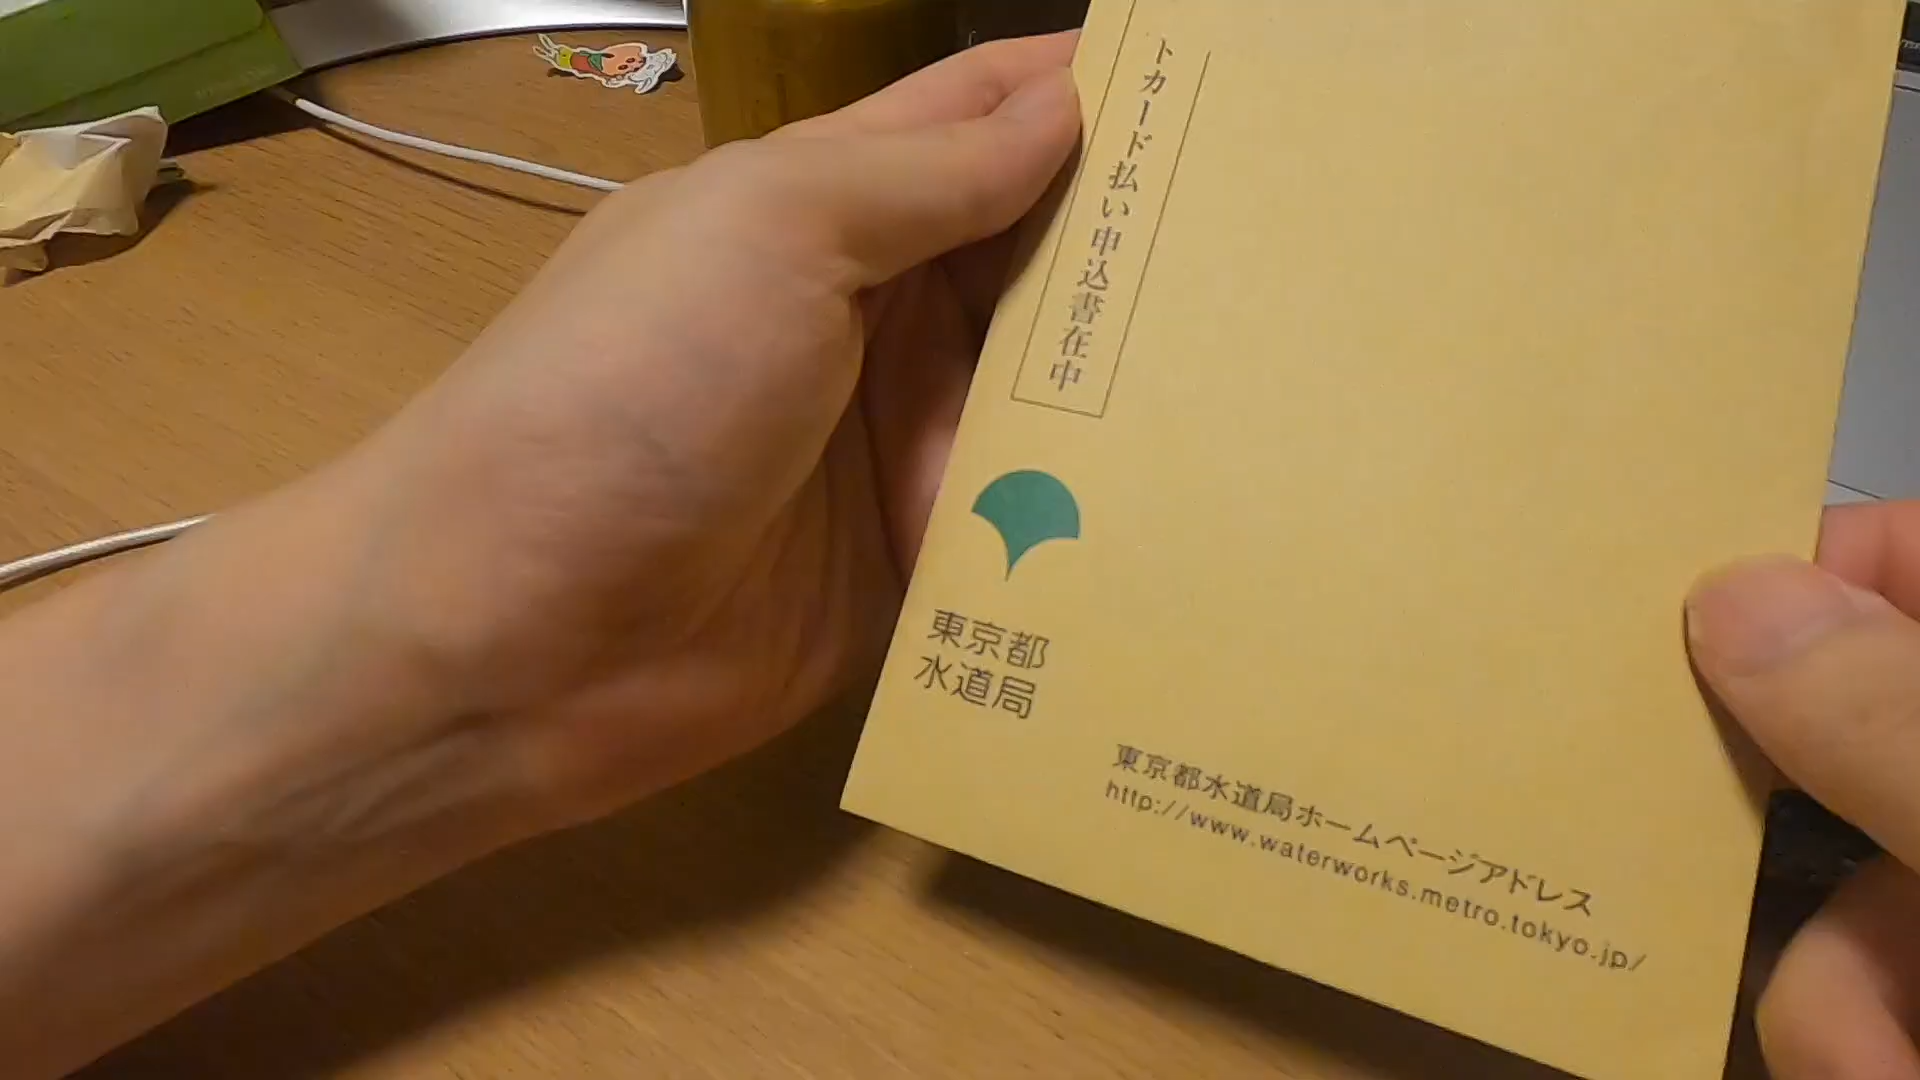 トカード払い申込書在中
東京都
水道局
東京都水道局ホームページアドレス
http://www.waterworks.metro.tokyo.jp/